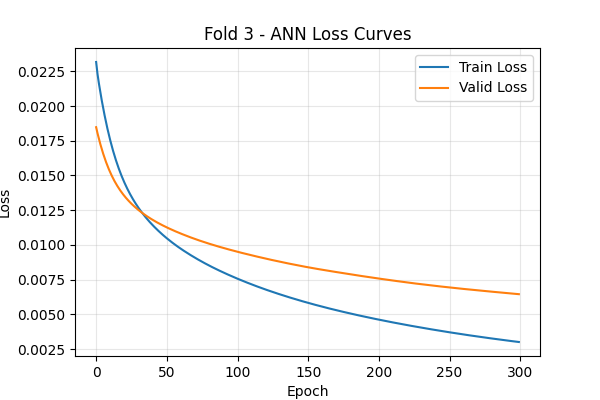 Fold 3 - ANN Loss Curves
Train Loss
Valid Loss
0.0225
0.0200
0.0175
0.0150
0.0125
0.0100
0.0075
0.0050
0.0025
Loss
0 50 100 150 200 250 300
Epoch